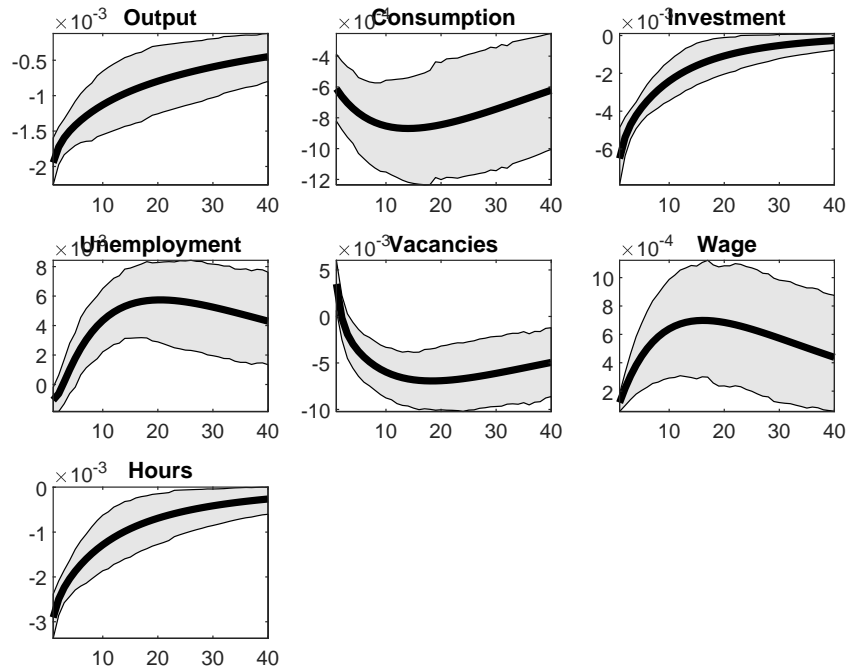 ×10-3 Output
-0.5
-1
-1.5
-2
10 20 30 40
×10-4 Consumption
-4
-6
-8
-10
-12
10 20 30 40
×10-3 Investment
0
-2
-4
-6
10 20 30 40
×10-3 Unemployment
8
6
4
2
0
10 20 30 40
×10-3 Vacancies
5
0
-5
-10
10 20 30 40
×10-4 Wage
10
8
6
4
2
10 20 30 40
×10-3 Hours
0
-1
-2
-3
10 20 30 40